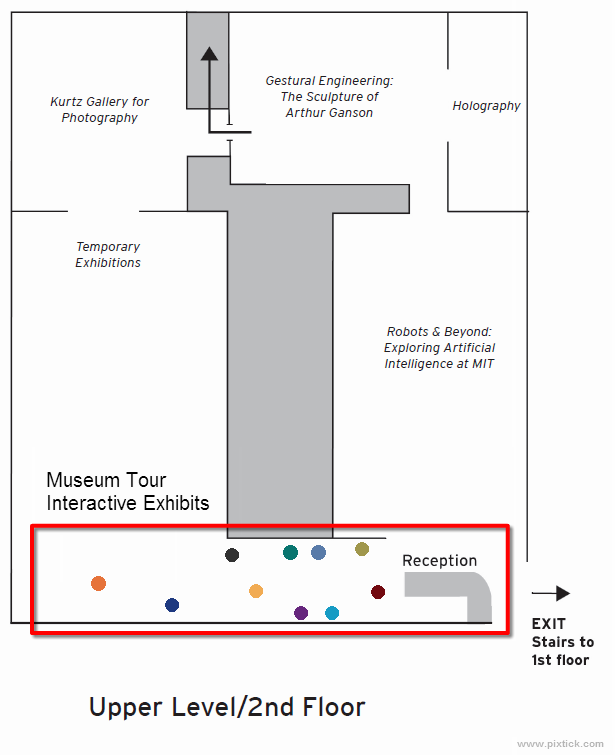 Kurtz Gallery for
Photography
Gestural Engineering:
The Sculpture of
Arthur Ganson
Holography
Temporary
Exhibitions
Robots & Beyond:
Exploring Artificial
Intelligence at MIT
Museum Tour
Interactive Exhibits
Reception
EXIT
Stairs to
1st floor
Upper Level/2nd Floor
www.pixtick.com